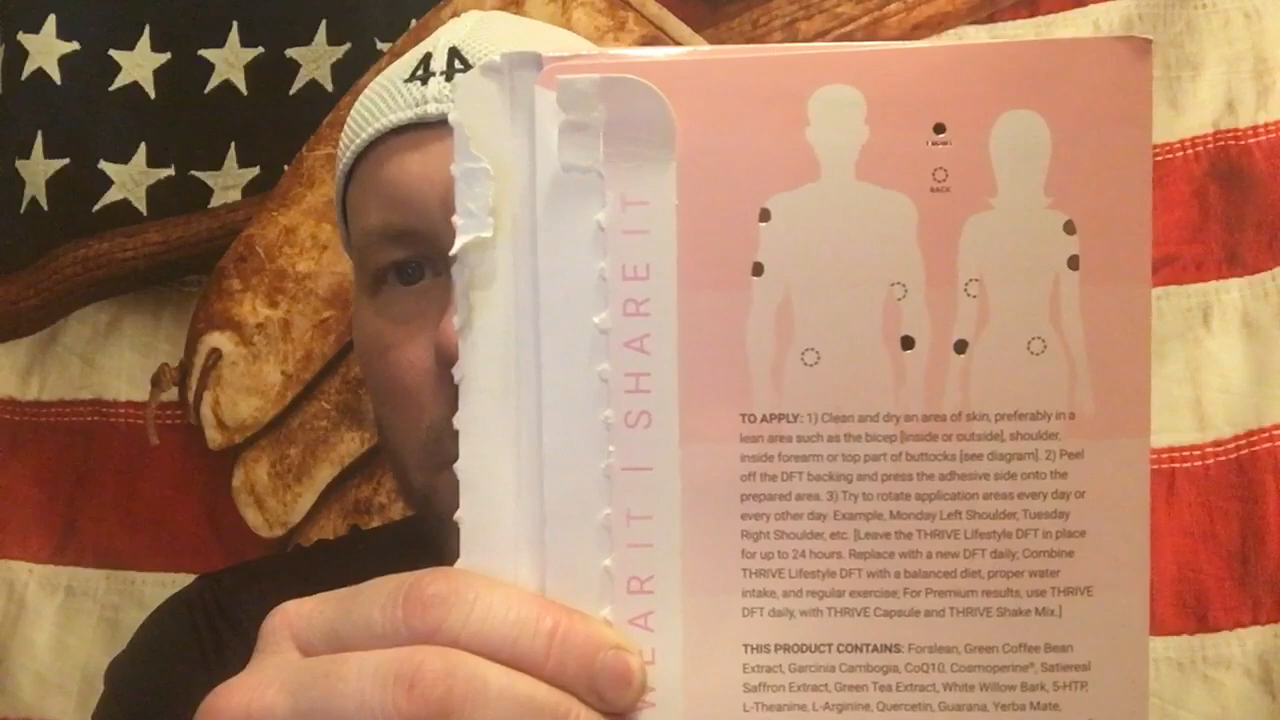 44
FRONT
BACK
WEAR IT | SHARE IT
TO APPLY: 1) Clean and dry an area of skin, preferably in a
lean area such as the bicep [inside or outside], shoulder,
inside forearm or top part of buttocks [see diagram]. 2) Peel
off the DFT backing and press the adhesive side onto the
prepared area. 3) Try to rotate application areas every day or
every other day. Example, Monday Left Shoulder, Tuesday
Right Shoulder, etc. [Leave the THRIVE Lifestyle DFT in place
for up to 24 hours. Replace with a new DFT daily; Combine
THRIVE Lifestyle DFT with a balanced diet, proper water
intake, and regular exercise; For Premium results, use THRIVE
DFT daily, with THRIVE Capsule and THRIVE Shake Mix.]
THIS PRODUCT CONTAINS: Forslean, Green Coffee Bean
Extract, Garcinia Cambogia, CoQ10, Cosmoperine®, Satiereal
Saffron Extract, Green Tea Extract, White Willow Bark, 5-HTP,
L-Theanine, L-Arginine, Quercetin, Guarana, Yerba Mate,